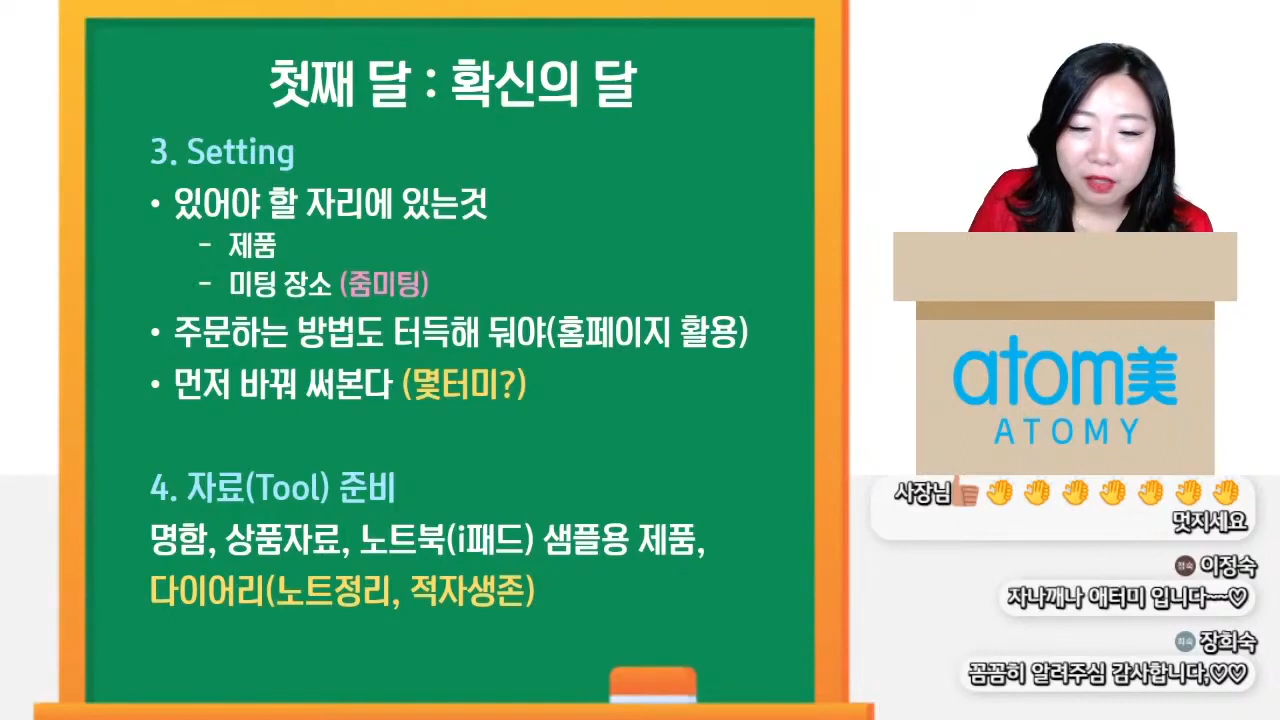 첫째 달 : 확신의 달
3. Setting
• 있어야 할 자리에 있는것
- 제품
- 미팅 장소 (줌미팅)
• 주문하는 방법도 터득해 둬야(홈페이지 활용)
• 먼저 바꿔 써본다 (몇터미?)
4. 자료(Tool) 준비
명함, 상품자료, 노트북(i패드) 샘플용 제품,
다이어리(노트정리, 적자생존)
atom美
ATOMY
사장님👍👏👏👏👏👏👏👏
멋지세요
정숙 이정숙
자나깨나 애터미 입니다~~♡
희숙 장희숙
꼼꼼히 알려주심 감사합니다,♡♡